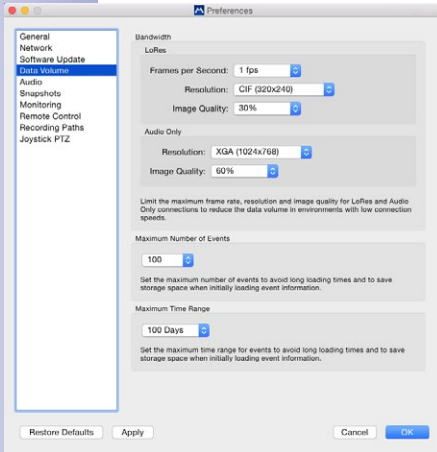 Preferences
General
Network
Software Update
Data Volume
Audio
Snapshots
Monitoring
Remote Control
Recording Paths
Joystick PTZ
Bandwidth
LoRes
Frames per Second: 1 fps
Resolution: CIF (320x240)
Image Quality: 30%
Audio Only
Resolution: XGA (1024x768)
Image Quality: 60%
Limit the maximum frame rate, resolution and image quality for LoRes and Audio
Only connections to reduce the data volume in environments with low connection
speeds.
Maximum Number of Events
100
Set the maximum number of events to avoid long loading times and to save
storage space when initially loading event information.
Maximum Time Range
100 Days
Set the maximum time range for events to avoid long loading times and to save
storage space when initially loading event information.
Restore Defaults Apply Cancel OK